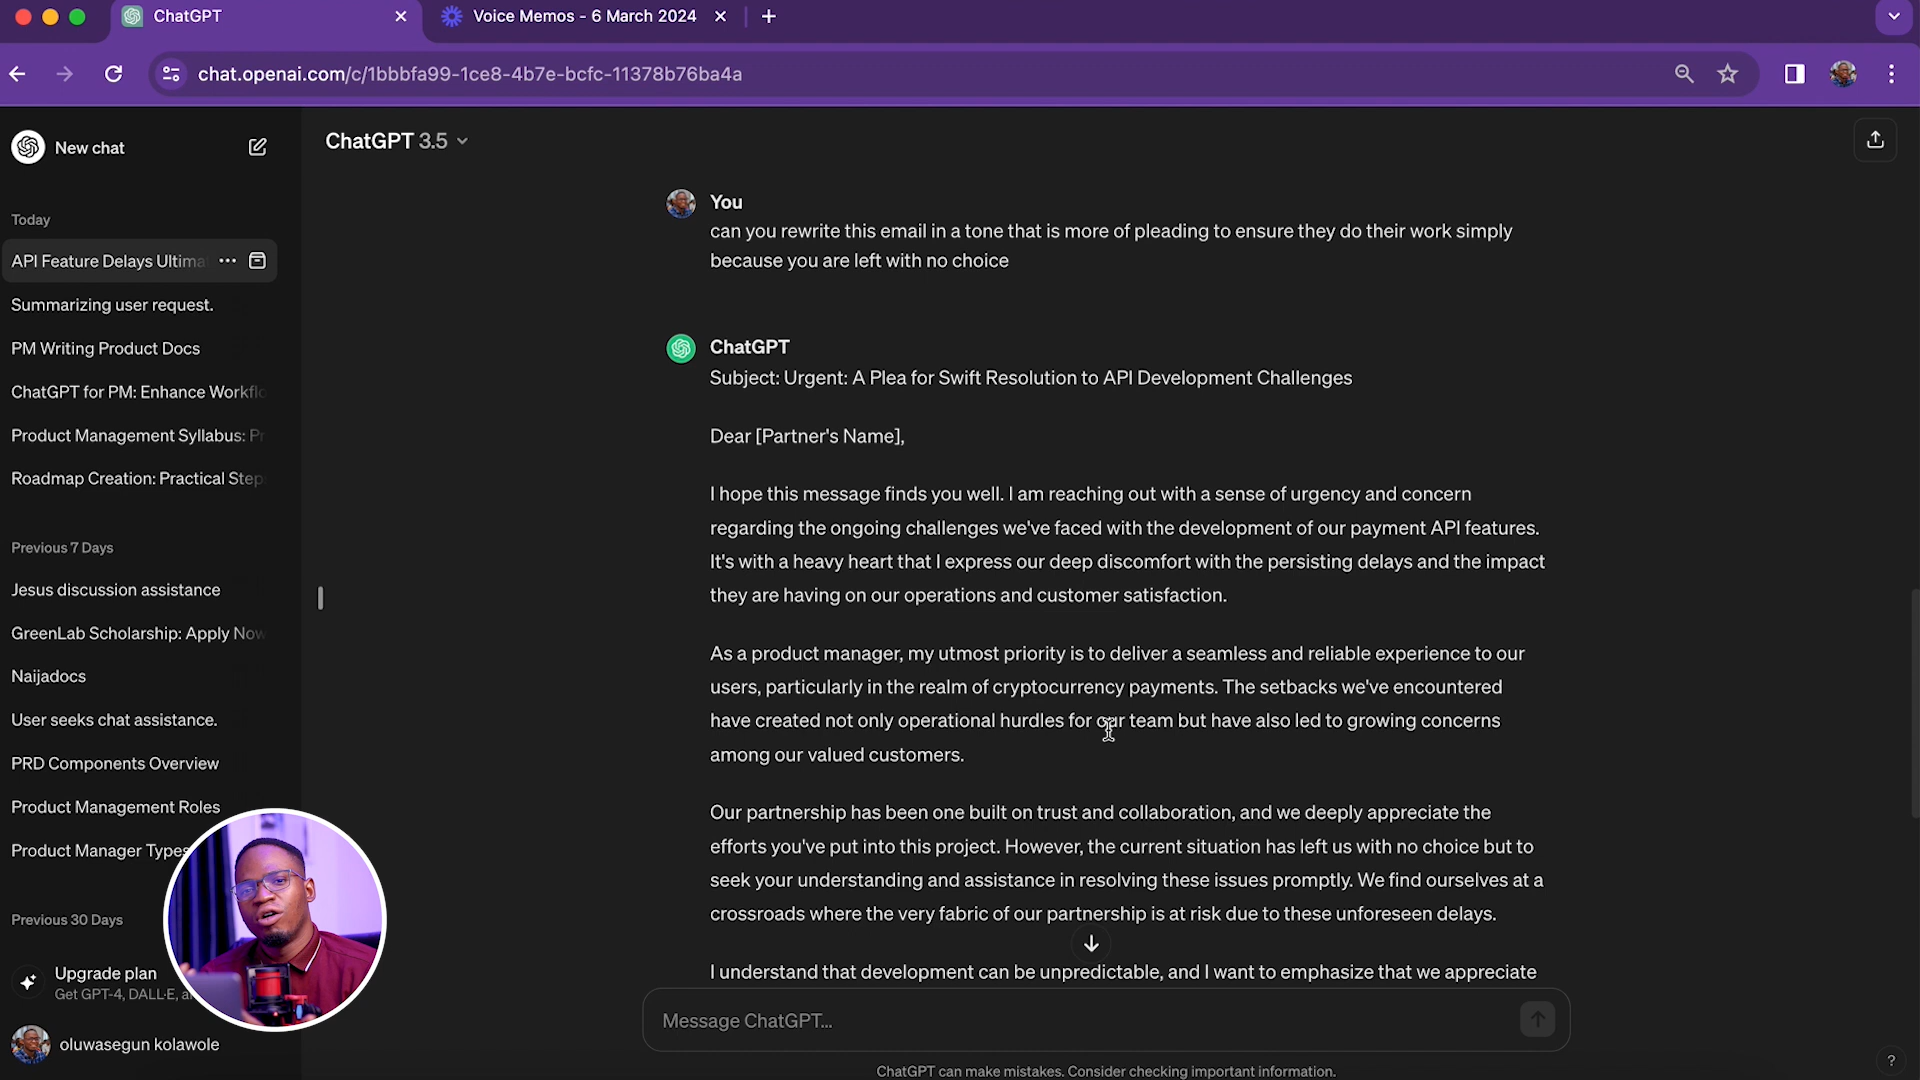 ChatGPT
Voice Memos - 6 March 2024
chat.openai.com/c/1bbbfa99-1ce8-4b7e-bcfc-11378b76ba4a
New chat
Today
API Feature Delays Ultima
Summarizing user request.
PM Writing Product Docs
ChatGPT for PM: Enhance Workflo
Product Management Syllabus: Pr
Roadmap Creation: Practical Step
Previous 7 Days
Jesus discussion assistance
GreenLab Scholarship: Apply Now
Naijadocs
User seeks chat assistance.
PRD Components Overview
Product Management Roles
Product Manager Types
Previous 30 Days
Upgrade plan
Get GPT-4, DALL·E, a
oluwasegun kolawole
ChatGPT 3.5
You
can you rewrite this email in a tone that is more of pleading to ensure they do their work simply
because you are left with no choice
ChatGPT
Subject: Urgent: A Plea for Swift Resolution to API Development Challenges
Dear [Partner's Name],
I hope this message finds you well. I am reaching out with a sense of urgency and concern
regarding the ongoing challenges we've faced with the development of our payment API features.
It's with a heavy heart that I express our deep discomfort with the persisting delays and the impact
they are having on our operations and customer satisfaction.
As a product manager, my utmost priority is to deliver a seamless and reliable experience to our
users, particularly in the realm of cryptocurrency payments. The setbacks we've encountered
have created not only operational hurdles for our team but have also led to growing concerns
among our valued customers.
Our partnership has been one built on trust and collaboration, and we deeply appreciate the
efforts you've put into this project. However, the current situation has left us with no choice but to
seek your understanding and assistance in resolving these issues promptly. We find ourselves at a
crossroads where the very fabric of our partnership is at risk due to these unforeseen delays.
I understand that development can be unpredictable, and I want to emphasize that we appreciate
Message ChatGPT...
ChatGPT can make mistakes. Consider checking important information.
?